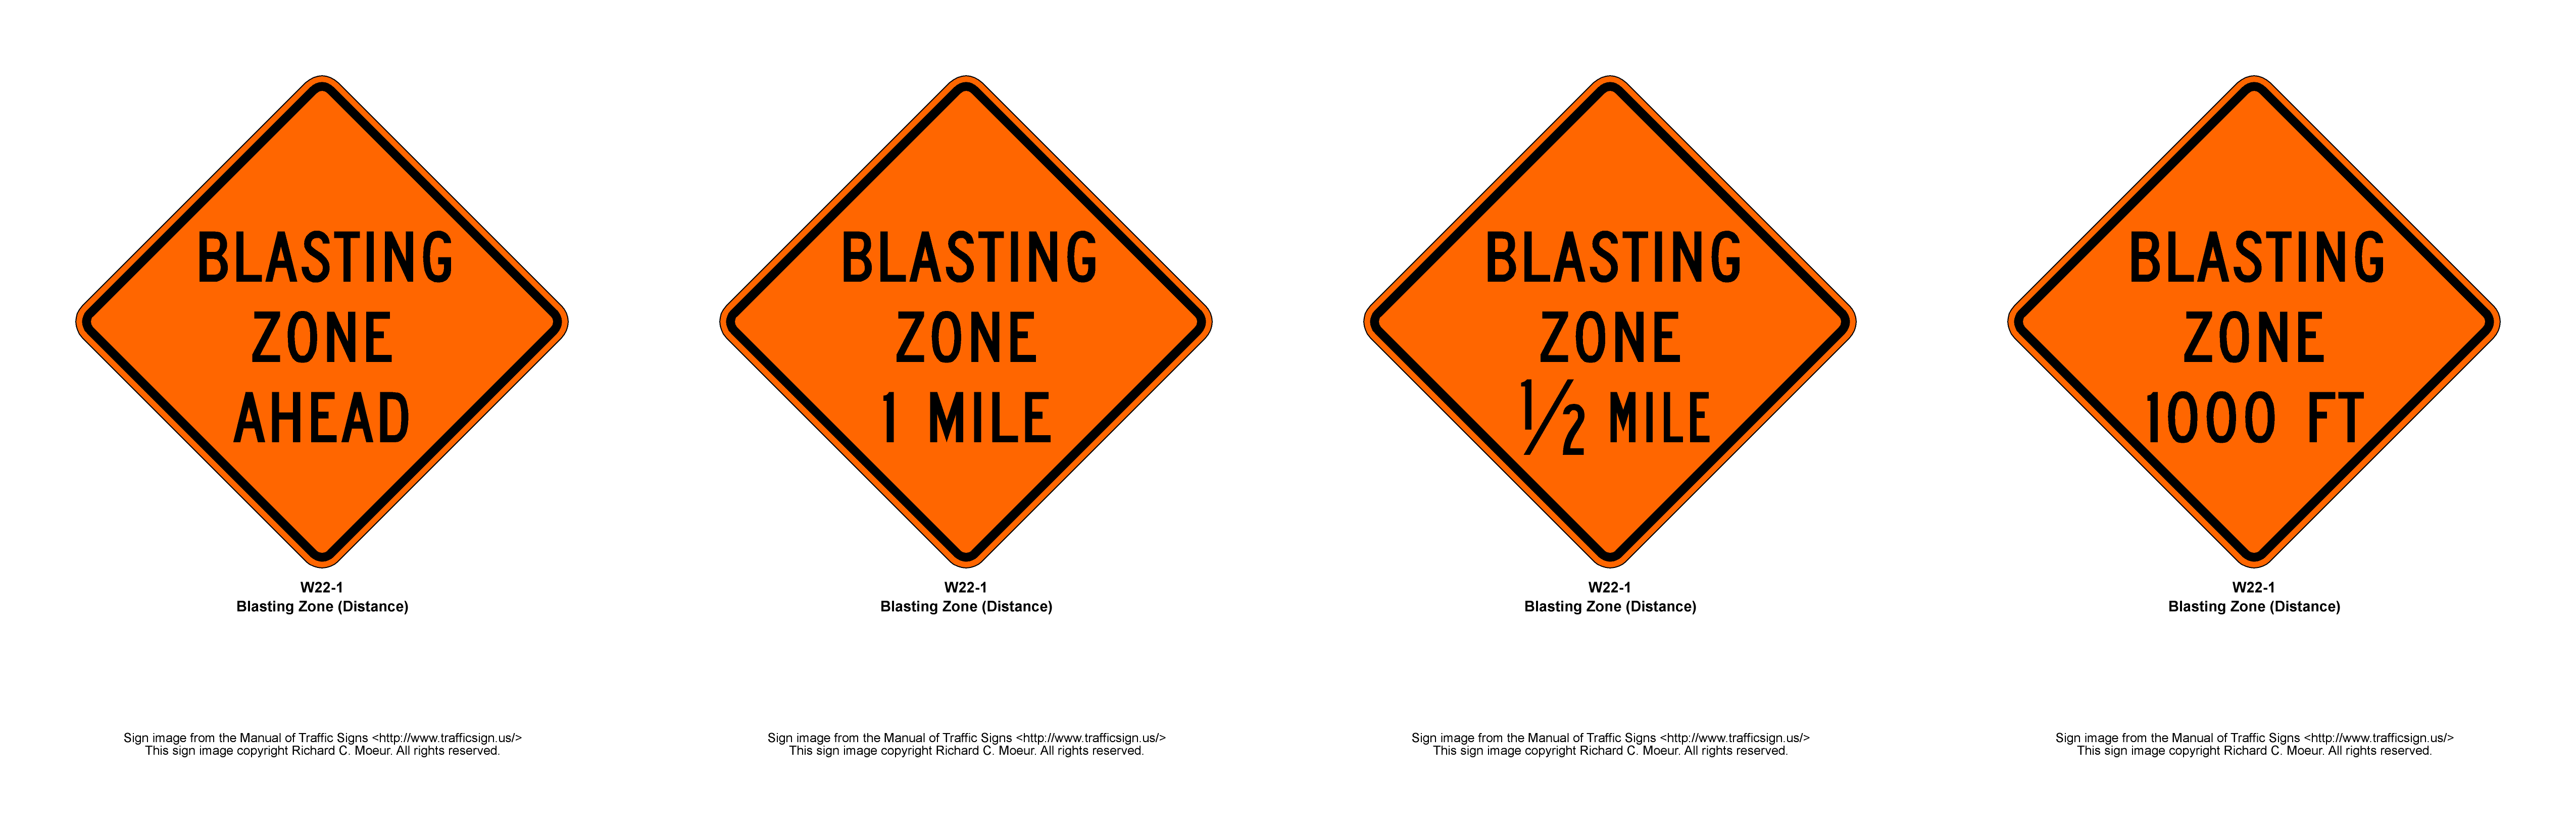 BLASTING
ZONE
AHEAD
W22-1
Blasting Zone (Distance)
Sign image from the Manual of Traffic Signs <http://www.trafficsign.us/>
This sign image copyright Richard C. Moeur. All rights reserved.
BLASTING
ZONE
1 MILE
W22-1
Blasting Zone (Distance)
Sign image from the Manual of Traffic Signs <http://www.trafficsign.us/>
This sign image copyright Richard C. Moeur. All rights reserved.
BLASTING
ZONE
1/2 MILE
W22-1
Blasting Zone (Distance)
Sign image from the Manual of Traffic Signs <http://www.trafficsign.us/>
This sign image copyright Richard C. Moeur. All rights reserved.
BLASTING
ZONE
1000 FT
W22-1
Blasting Zone (Distance)
Sign image from the Manual of Traffic Signs <http://www.trafficsign.us/>
This sign image copyright Richard C. Moeur. All rights reserved.